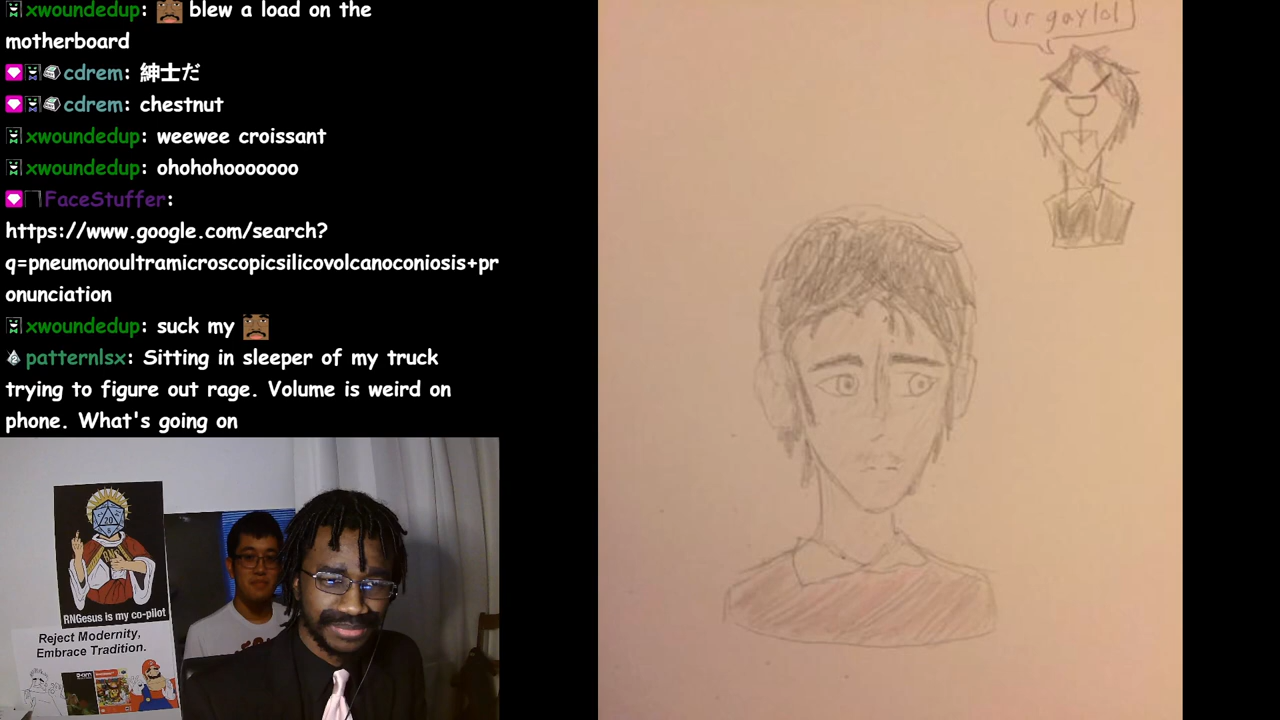 xwoundedup: blew a load on the
motherboard
cdrem: 紳士だ
cdrem: chestnut
xwoundedup: weewee croissant
xwoundedup: ohohohooooooo
FaceStuffer:
https://www.google.com/search?
q=pneumonoultramicroscopicsilicovolcanoconiosis+pr
onunciation
xwoundedup: suck my
patternlsx: Sitting in sleeper of my truck
trying to figure out rage. Volume is weird on
phone. What's going on
ur gay lol
20
RNGesus is my co-pilot
Reject Modernity,
Embrace Tradition.